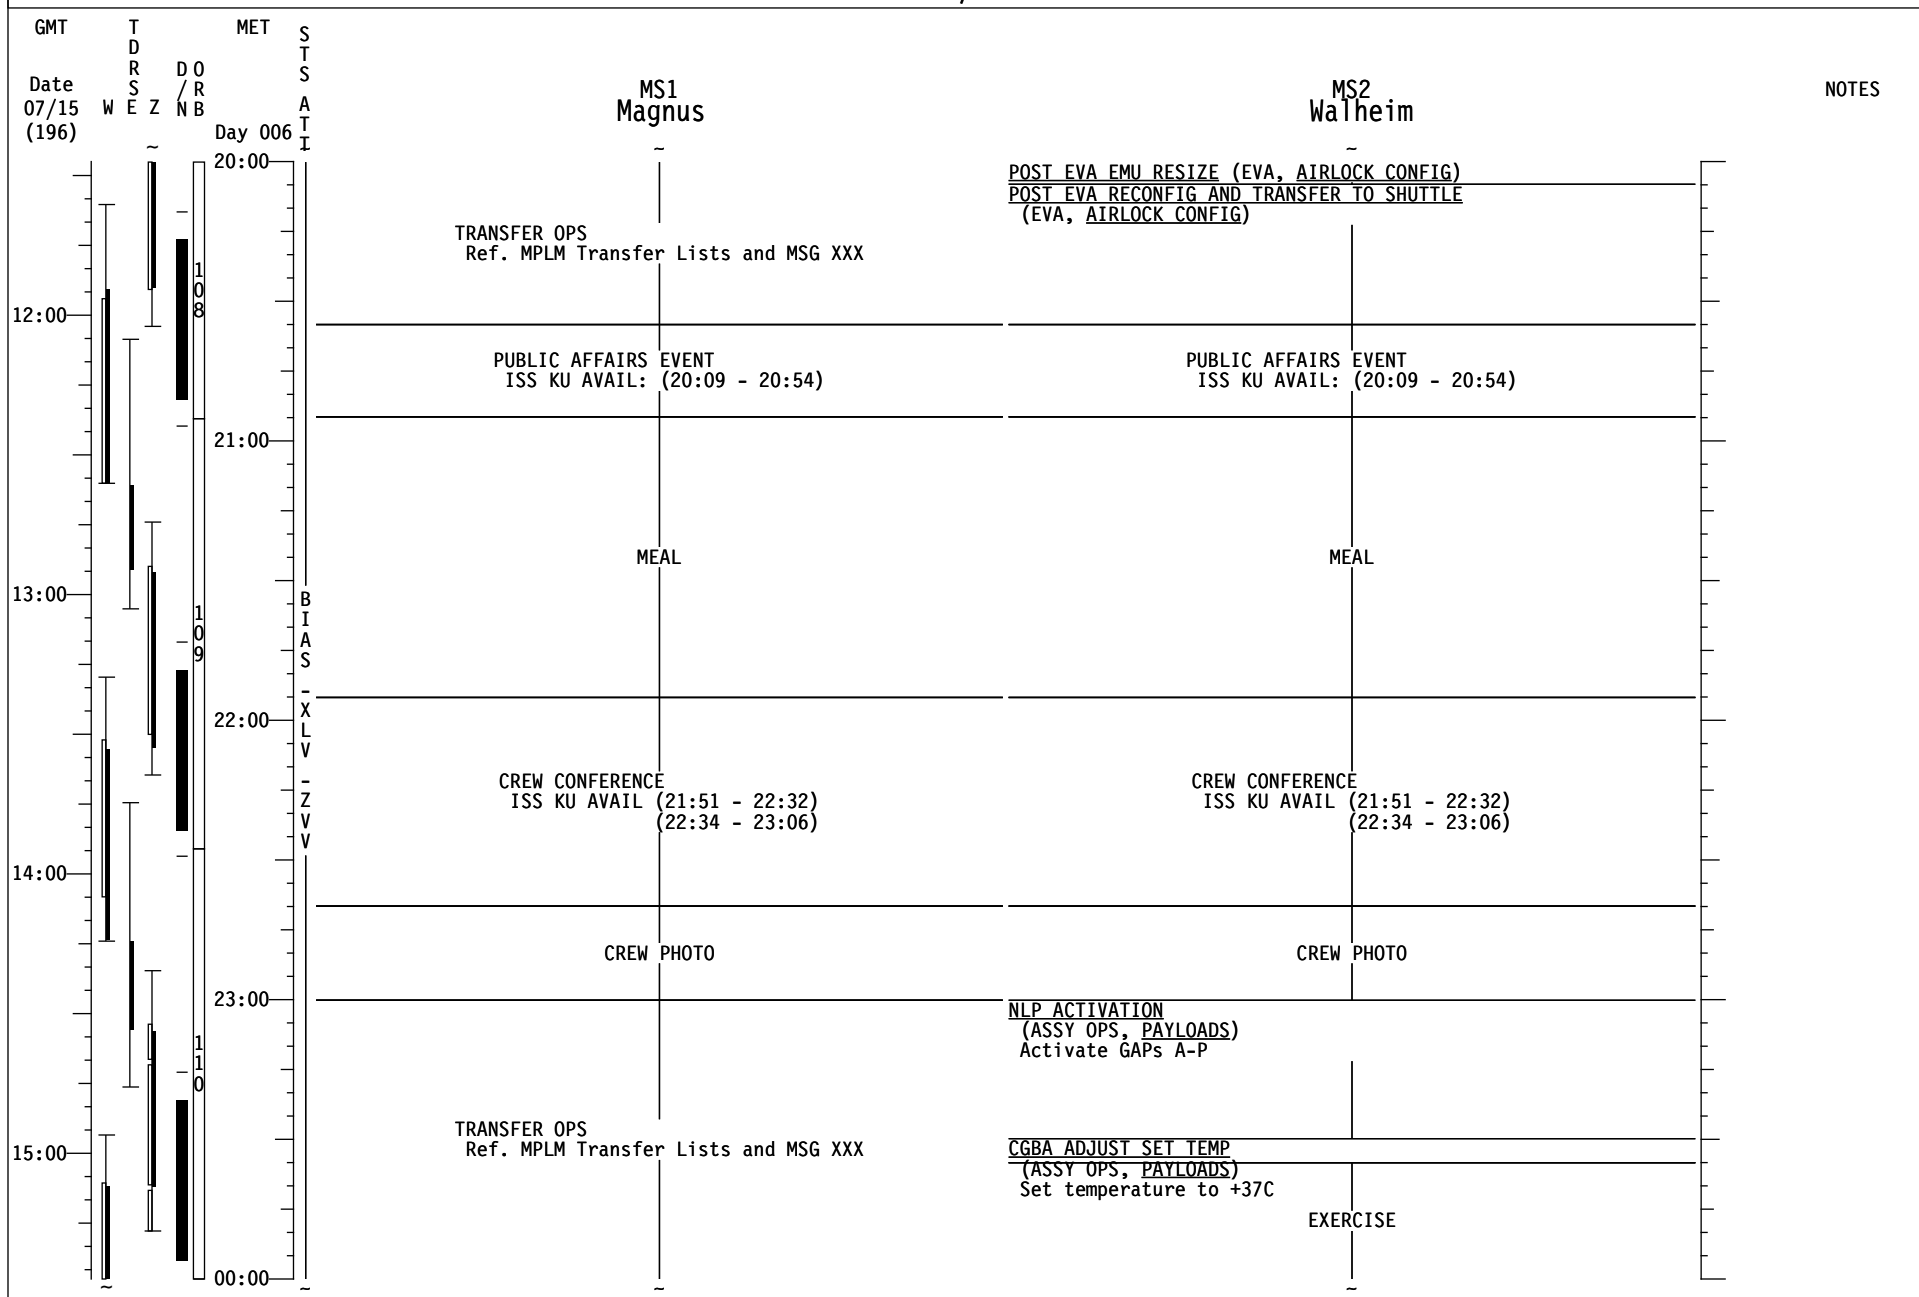 GMT
TDRS
MET
STS ATT
D/N
ORB
Date
07/15
(196)
W E Z
Day 006
MS1
Magnus
MS2
Walheim
NOTES
~ ~ ~
20:00
POST EVA EMU RESIZE (EVA, AIRLOCK CONFIG)
POST EVA RECONFIG AND TRANSFER TO SHUTTLE
(EVA, AIRLOCK CONFIG)
TRANSFER OPS
Ref. MPLM Transfer Lists and MSG XXX
108
12:00
PUBLIC AFFAIRS EVENT
ISS KU AVAIL: (20:09 - 20:54)
PUBLIC AFFAIRS EVENT
ISS KU AVAIL: (20:09 - 20:54)
21:00
MEAL
MEAL
13:00
109
BIAS -XLV -ZVV
22:00
CREW CONFERENCE
ISS KU AVAIL (21:51 - 22:32)
(22:34 - 23:06)
CREW CONFERENCE
ISS KU AVAIL (21:51 - 22:32)
(22:34 - 23:06)
14:00
CREW PHOTO
CREW PHOTO
23:00
NLP ACTIVATION
(ASSY OPS, PAYLOADS)
Activate GAPs A-P
110
TRANSFER OPS
Ref. MPLM Transfer Lists and MSG XXX
15:00
CGBA ADJUST SET TEMP
(ASSY OPS, PAYLOADS)
Set temperature to +37C
EXERCISE
00:00
~ ~ ~ ~